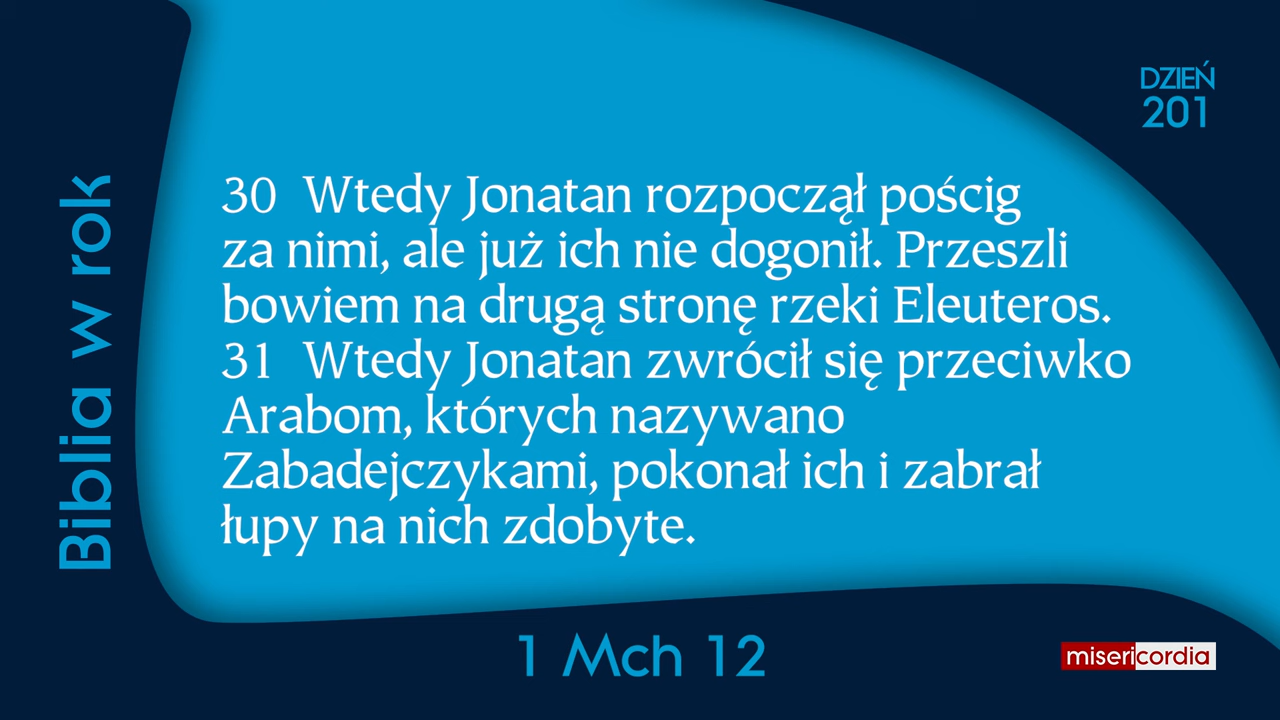 DZIEŃ
201
Biblia w rok
30 Wtedy Jonatan rozpoczął pościg
za nimi, ale już ich nie dogonił. Przeszli
bowiem na drugą stronę rzeki Eleuteros.
31 Wtedy Jonatan zwrócił się przeciwko
Arabom, których nazywano
Zabadejczykami, pokonał ich i zabrał
łupy na nich zdobyte.
1 Mch 12
misericordia